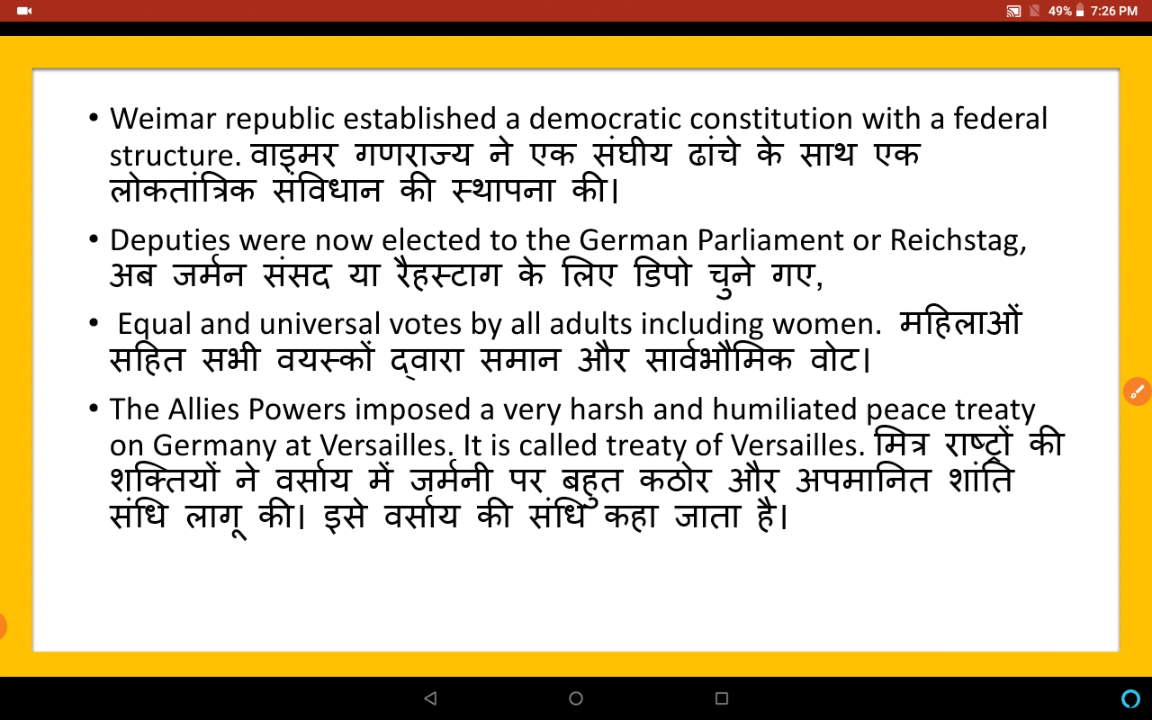 49% 7:26 PM
• Weimar republic established a democratic constitution with a federal
structure. वाइमर गणराज्य ने एक संघीय ढांचे के साथ एक
लोकतांत्रिक संविधान की स्थापना की।
• Deputies were now elected to the German Parliament or Reichstag,
अब जर्मन संसद या रैहस्टाग के लिए डिपो चुने गए,
• Equal and universal votes by all adults including women. महिलाओं
सहित सभी वयस्कों द्वारा समान और सार्वभौमिक वोट।
• The Allies Powers imposed a very harsh and humiliated peace treaty
on Germany at Versailles. It is called treaty of Versailles. मित्र राष्ट्रों की
शक्तियों ने वर्साय में जर्मनी पर बहुत कठोर और अपमानित शांति
संधि लागू की। इसे वर्साय की संधि कहा जाता है।